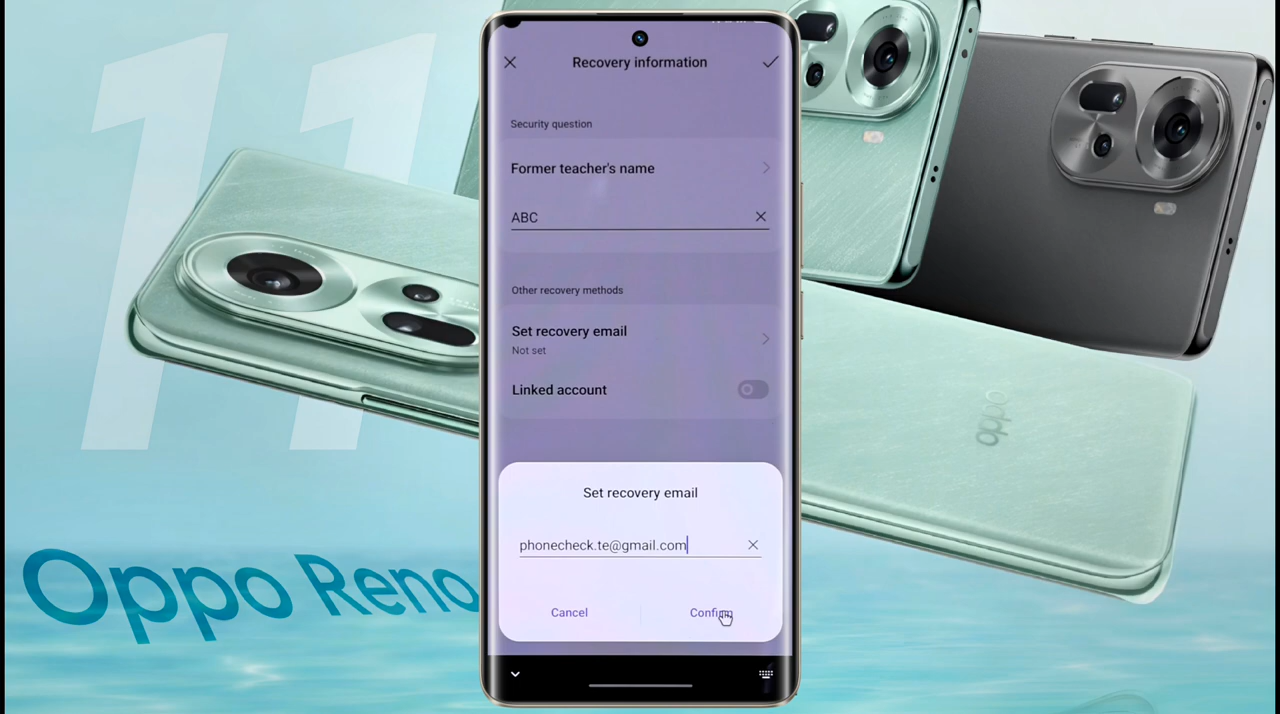 11
Recovery information
Security question
Former teacher's name
ABC
Other recovery methods
Set recovery email
Not set
Linked account
Set recovery email
phonecheck.te@gmail.com
Cancel
Confirm
oppo
Oppo Reno